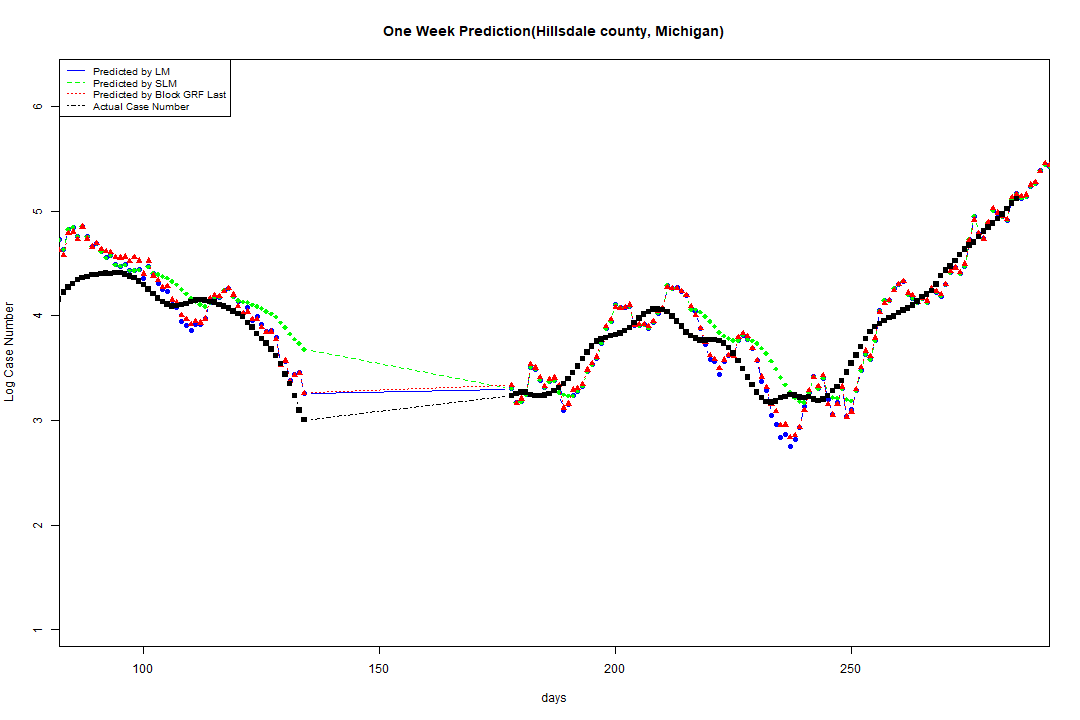 One Week Prediction(Hillsdale county, Michigan)
Predicted by LM
Predicted by SLM
Predicted by Block GRF Last
Actual Case Number
6
5
4
3
2
1
Log Case Number
100 150 200 250
days